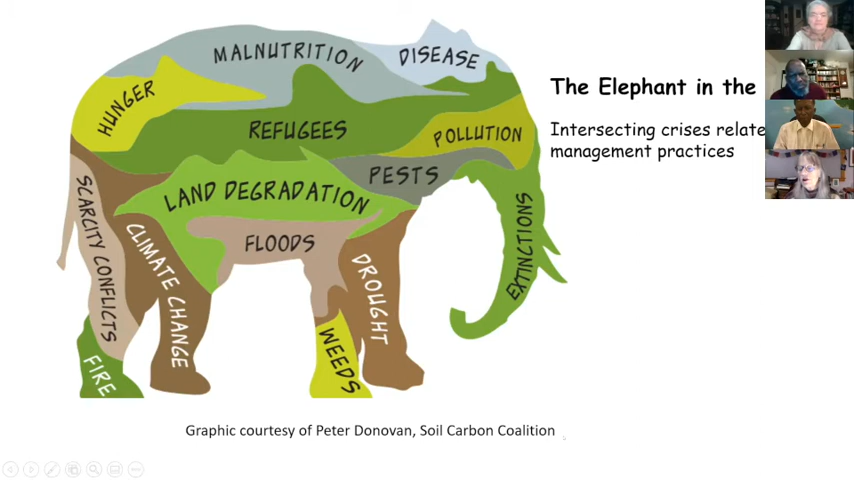 MALNUTRITION
DISEASE
HUNGER
REFUGEES
POLLUTION
PESTS
LAND DEGRADATION
SCARCITY CONFLICTS
CLIMATE CHANGE
FLOODS
DROUGHT
EXTINCTIONS
FIRE
WEEDS
The Elephant in the
Intersecting crises relate
management practices
Graphic courtesy of Peter Donovan, Soil Carbon Coalition